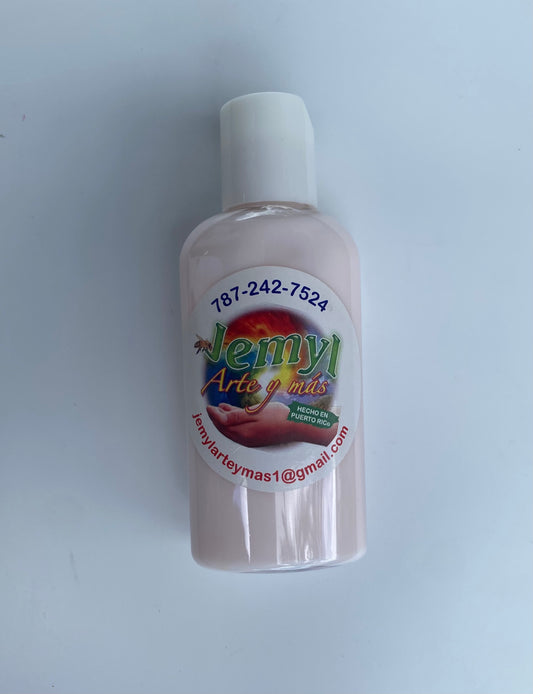 787-242-7524
Jemyl
Arte y más
HECHO EN
PUERTO RICO
jemylarteymas1@gmail.com